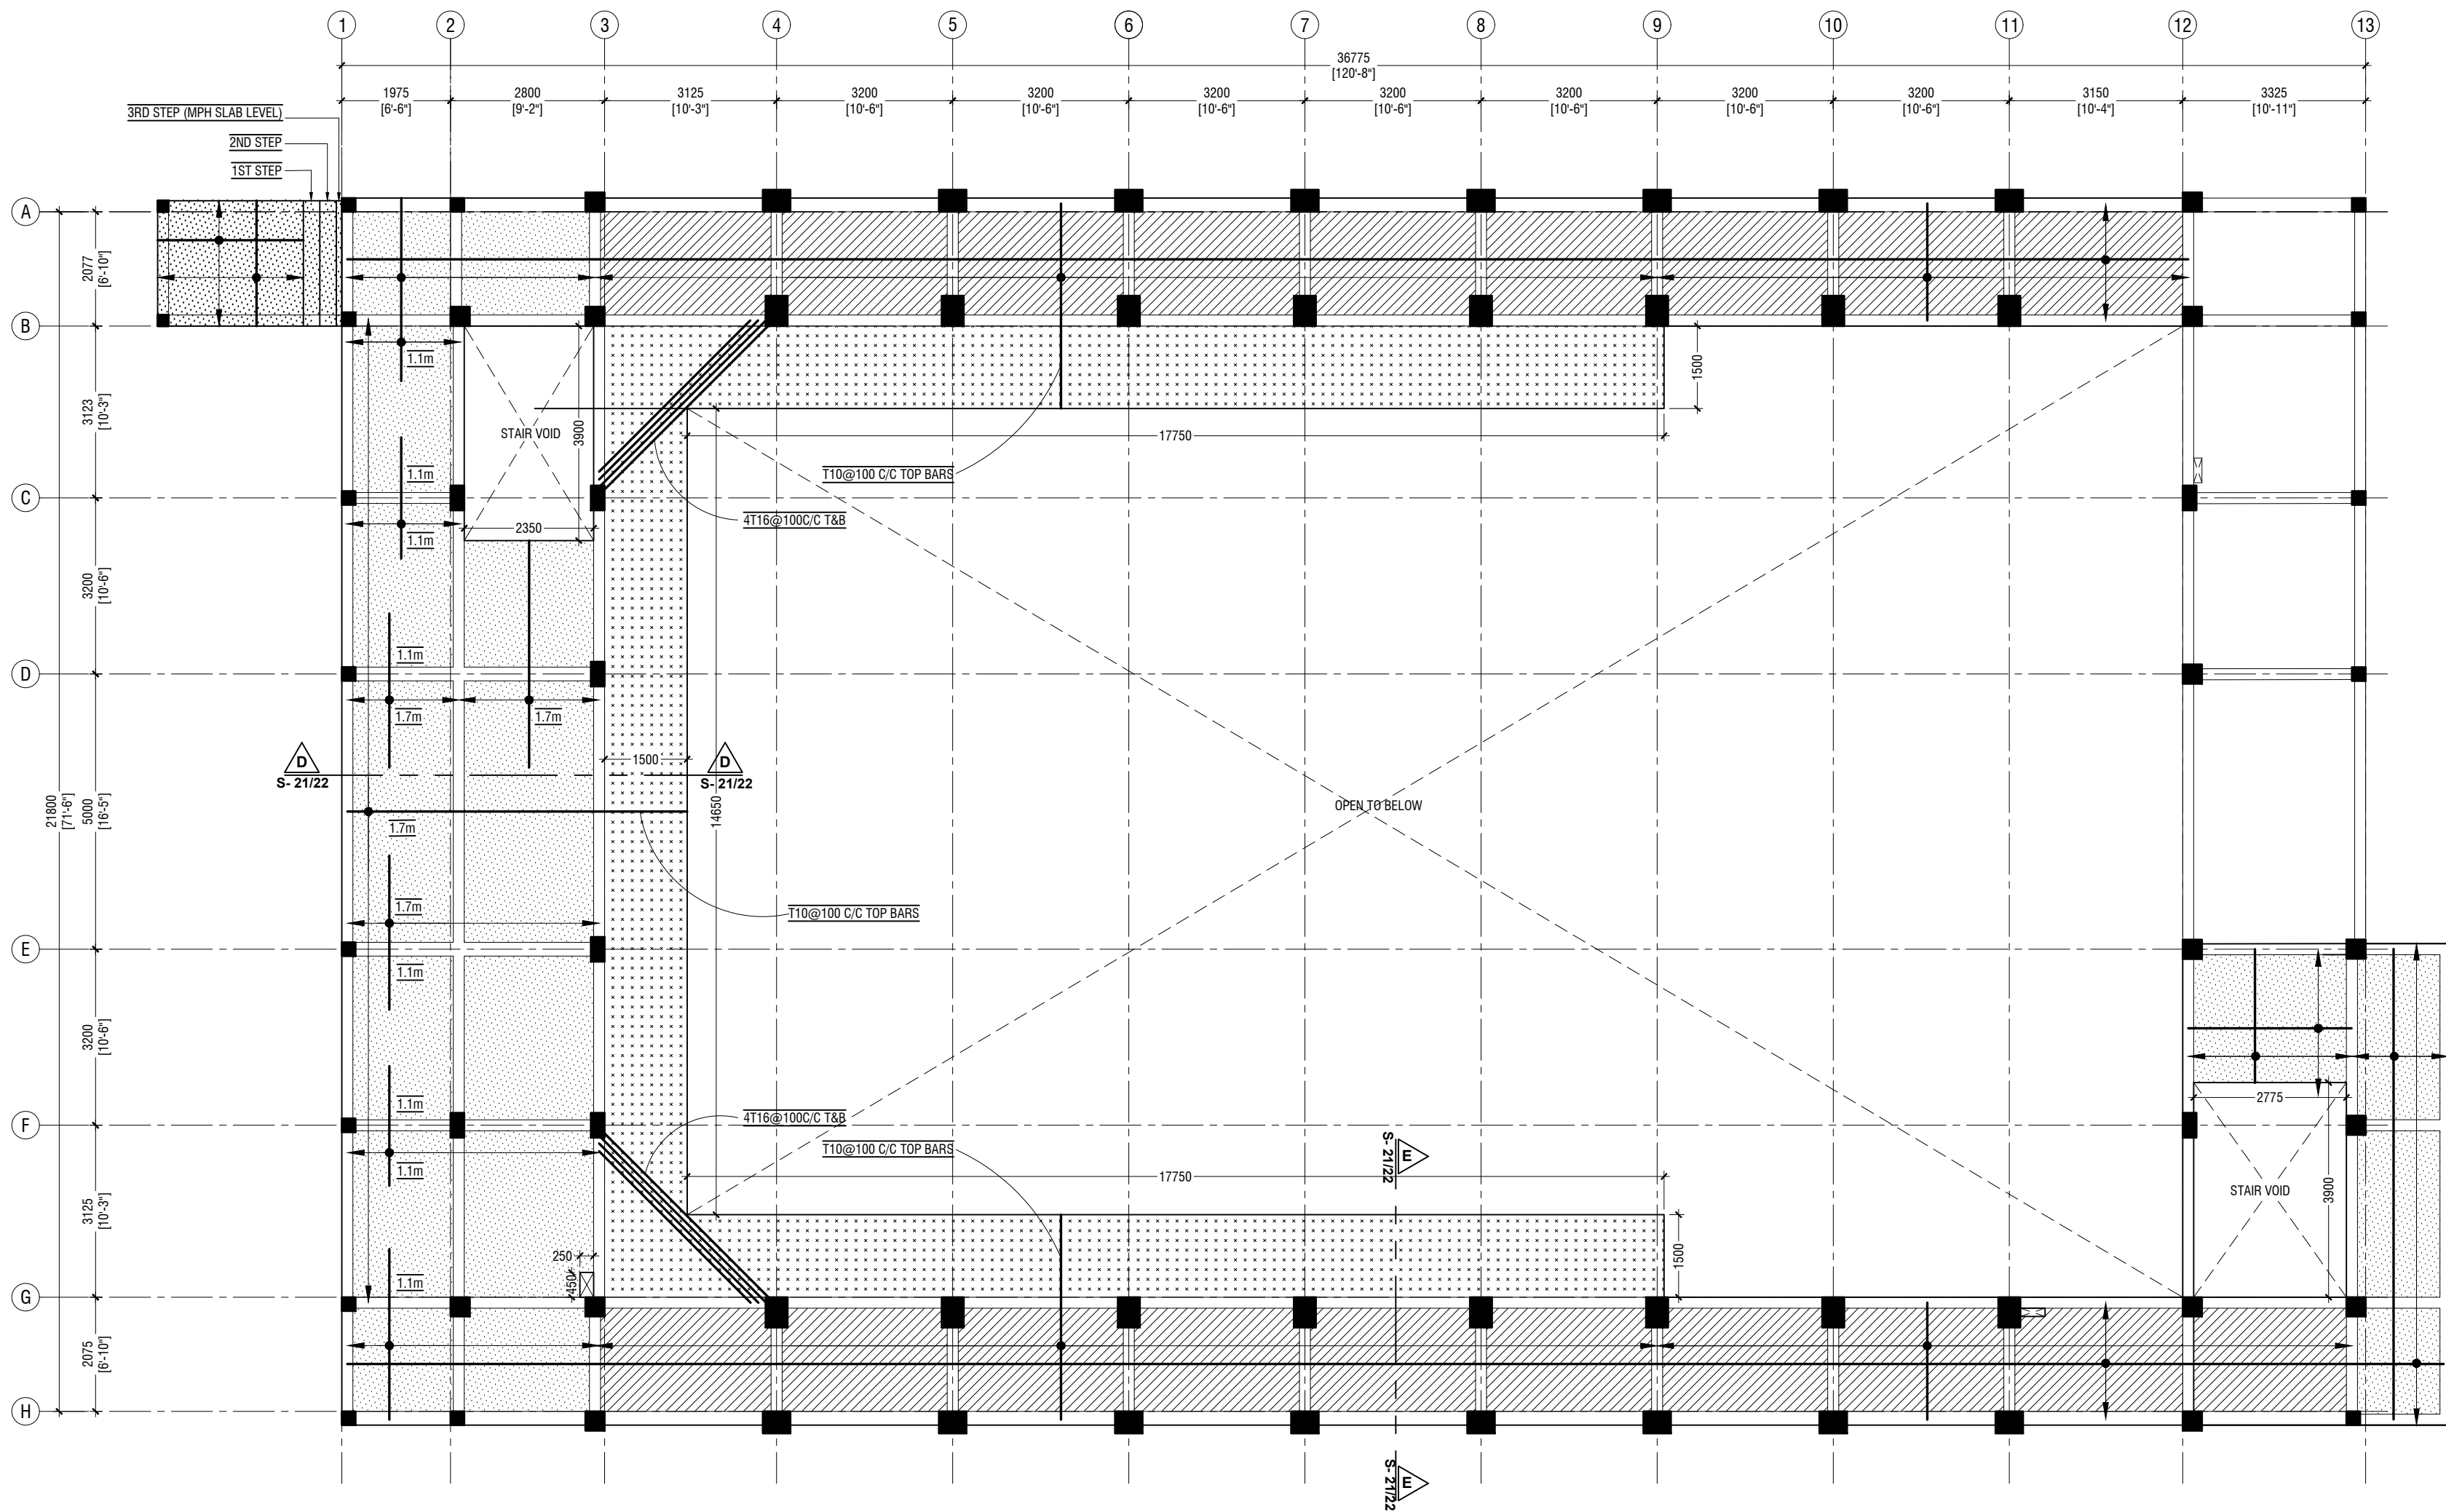 1 2 3 4 5 6 7 8 9 10 11 12 13
36775
[120'-8"]
1975 2800 3125 3200 3200 3200 3200 3200 3200 3200 3150 3325
[6'-6"] [9'-2"] [10'-3"] [10'-6"] [10'-6"] [10'-6"] [10'-6"] [10'-6"] [10'-6"] [10'-6"] [10'-4"] [10'-11"]
3RD STEP (MPH SLAB LEVEL)
2ND STEP
1ST STEP
A
2077
[6'-10"]
B
1.1m
1500
3123
[10'-3"]
STAIR VOID
3900
17750
T10@100 C/C TOP BARS
1.1m
C
4T16@100C/C T&B
2350
1.1m
3200
[10'-6"]
1.1m
D
1.7m
1.7m
D
S- 21/22
1500
D
S- 21/22
21800
[71'-6"]
5000
[16'-5"]
14650
OPEN TO BELOW
1.7m
1.7m
T10@100 C/C TOP BARS
E
1.1m
3200
[10'-6"]
2775
1.1m
4T16@100C/C T&B
F
T10@100 C/C TOP BARS
E
S- 21/22
1.1m
17750
STAIR VOID
3900
3125
[10'-3"]
250
450
1500
1.1m
G
2075
[6'-10"]
H
E
S- 21/22